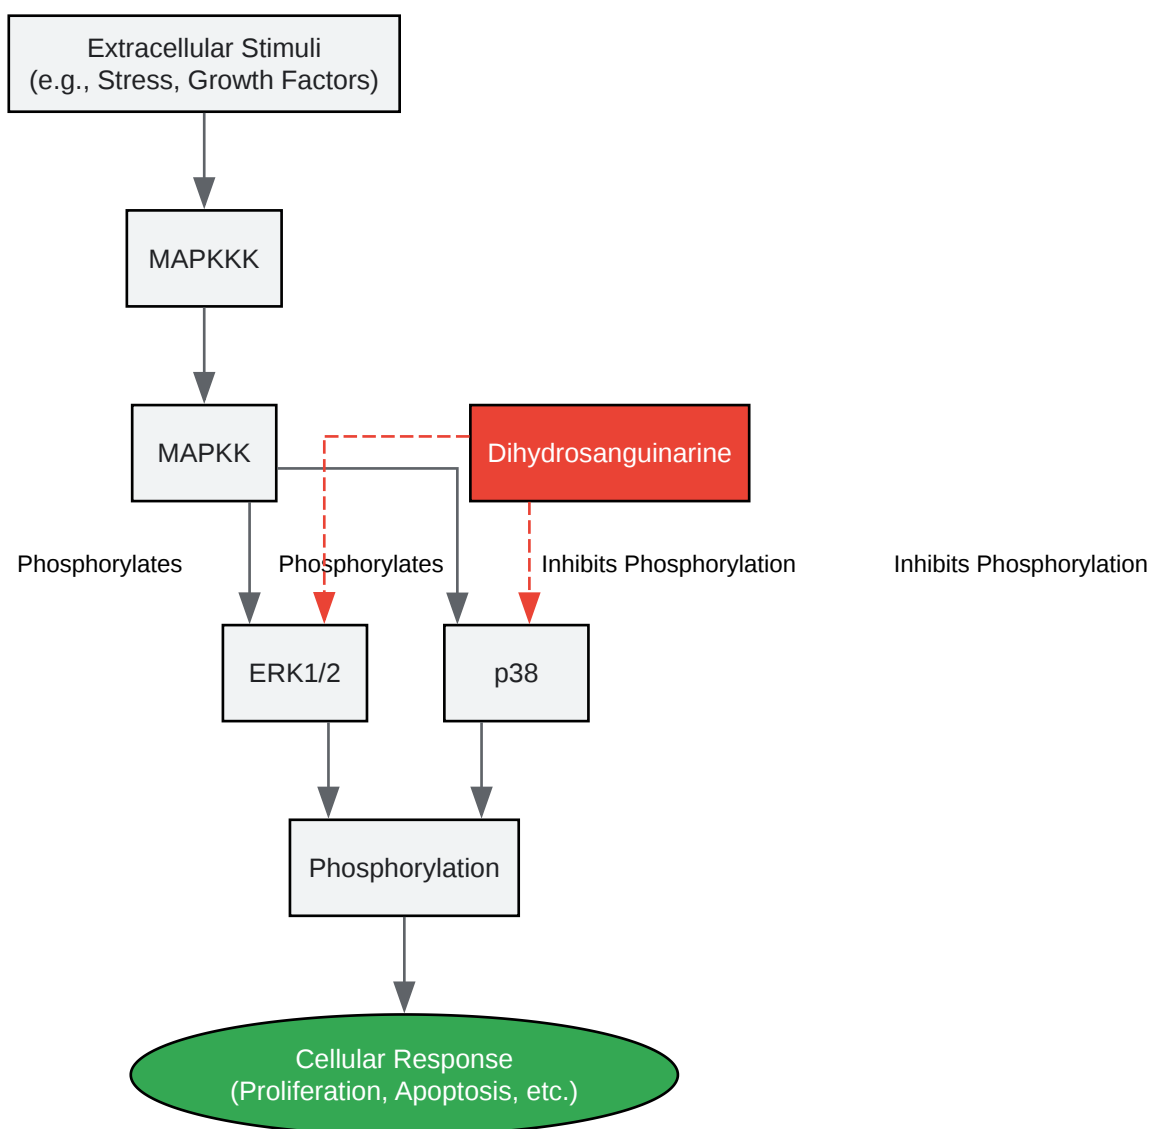 Extracellular Stimuli
(e.g., Stress, Growth Factors)
MAPKKK
MAPKK
Dihydrosanguinarine
Phosphorylates
Phosphorylates
Inhibits Phosphorylation
Inhibits Phosphorylation
ERK1/2
p38
Phosphorylation
Cellular Response
(Proliferation, Apoptosis, etc.)